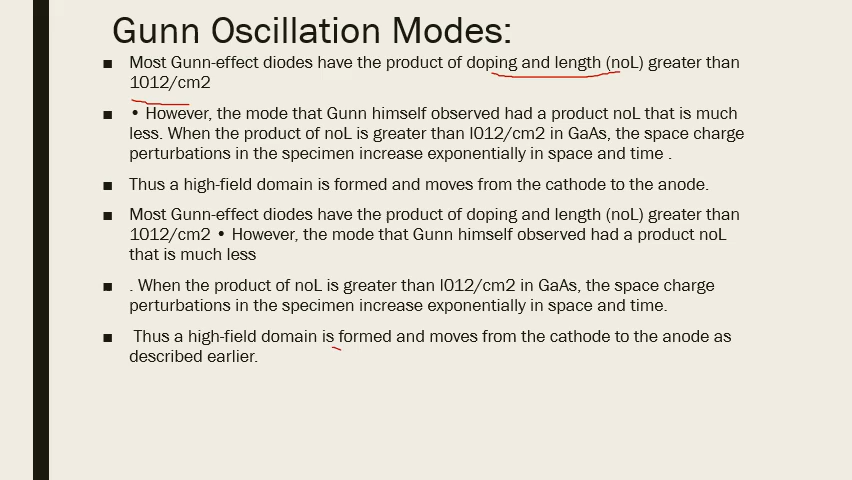 Gunn Oscillation Modes:
■ Most Gunn-effect diodes have the product of doping and length (noL) greater than
1012/cm2
■ • However, the mode that Gunn himself observed had a product noL that is much
less. When the product of noL is greater than l012/cm2 in GaAs, the space charge
perturbations in the specimen increase exponentially in space and time .
■ Thus a high-field domain is formed and moves from the cathode to the anode.
■ Most Gunn-effect diodes have the product of doping and length (noL) greater than
1012/cm2 • However, the mode that Gunn himself observed had a product noL
that is much less
■ . When the product of noL is greater than l012/cm2 in GaAs, the space charge
perturbations in the specimen increase exponentially in space and time.
■ Thus a high-field domain is formed and moves from the cathode to the anode as
described earlier.